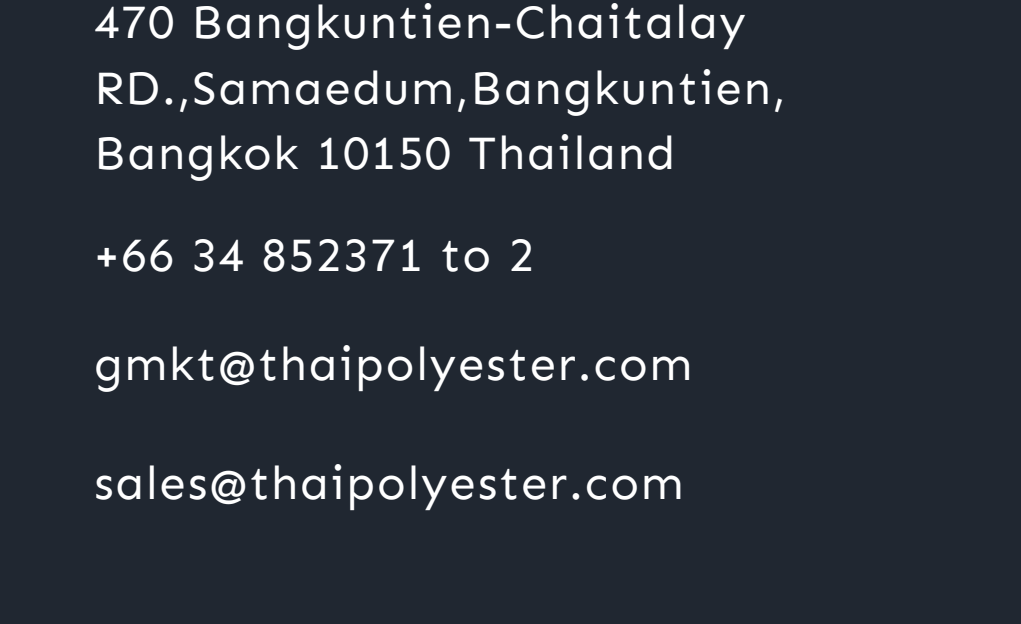 470 Bangkuntien-Chaitalay
RD.,Samaedum,Bangkuntien,
Bangkok 10150 Thailand
+66 34 852371 to 2
gmkt@thaipolyester.com
sales@thaipolyester.com